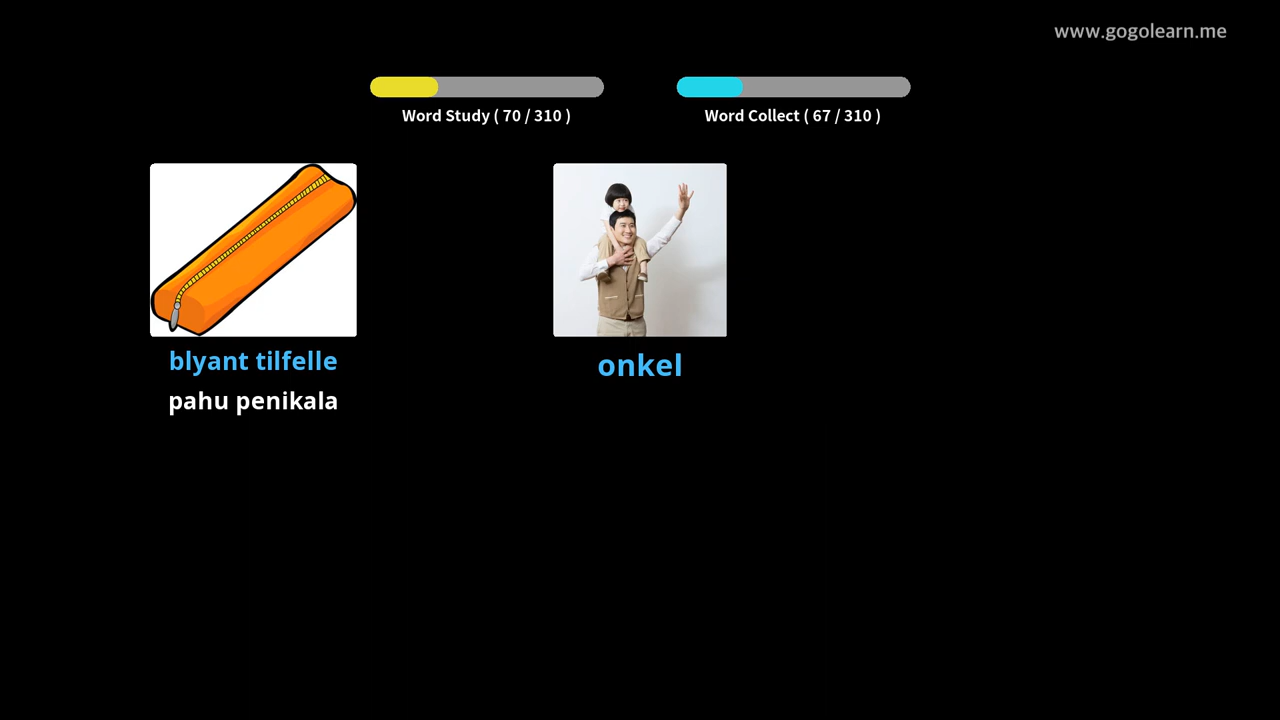 www.gogolearn.me
Word Study ( 70 / 310 )
Word Collect ( 67 / 310 )
blyant tilfelle
pahu penikala
onkel